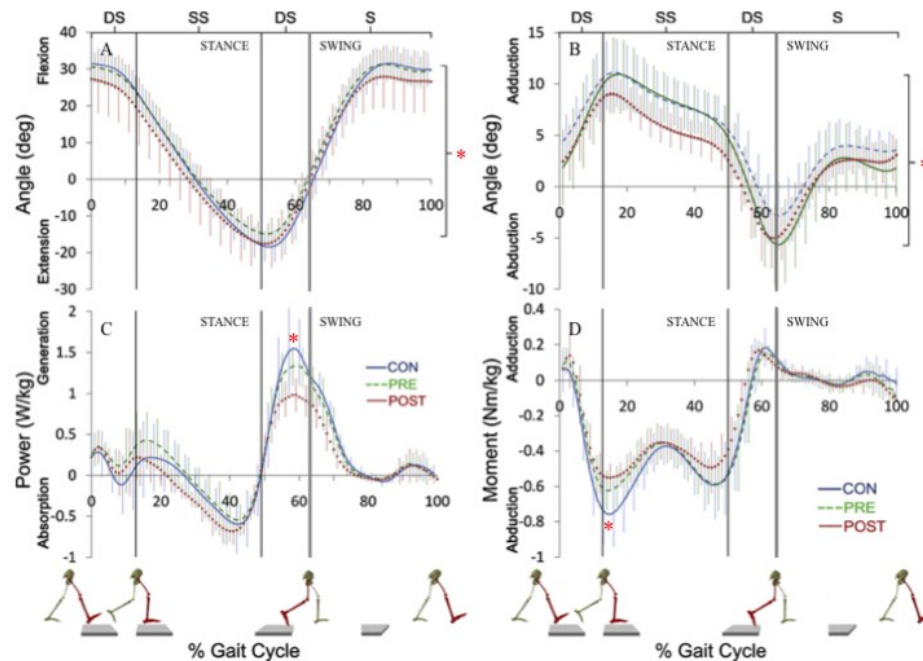 DS SS DS S
DS SS DS S
A
STANCE
SWING
Angle (deg)
Flexion
Extension
40
30
20
10
0
-10
-20
-30
0 20 40 60 80 100
*
B
STANCE
SWING
Angle (deg)
Adduction
Abduction
15
10
5
0
-5
-10
0 20 40 60 80 100
*
C
STANCE
SWING
Power (W/kg)
Generation
Absorption
2
1.5
1
0.5
0
-0.5
-1
0 20 40 60 80 100
*
CON
PRE
POST
D
STANCE
SWING
Moment (Nm/kg)
Adduction
Abduction
0.4
0.2
0
-0.2
-0.4
-0.6
-0.8
-1
0 20 40 60 80 100
*
CON
PRE
POST
% Gait Cycle
% Gait Cycle